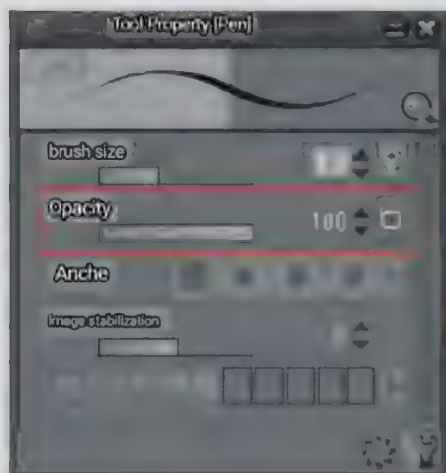 Tool Property [Pen]
brush size
Opacity
100
Anche
Image stabilization